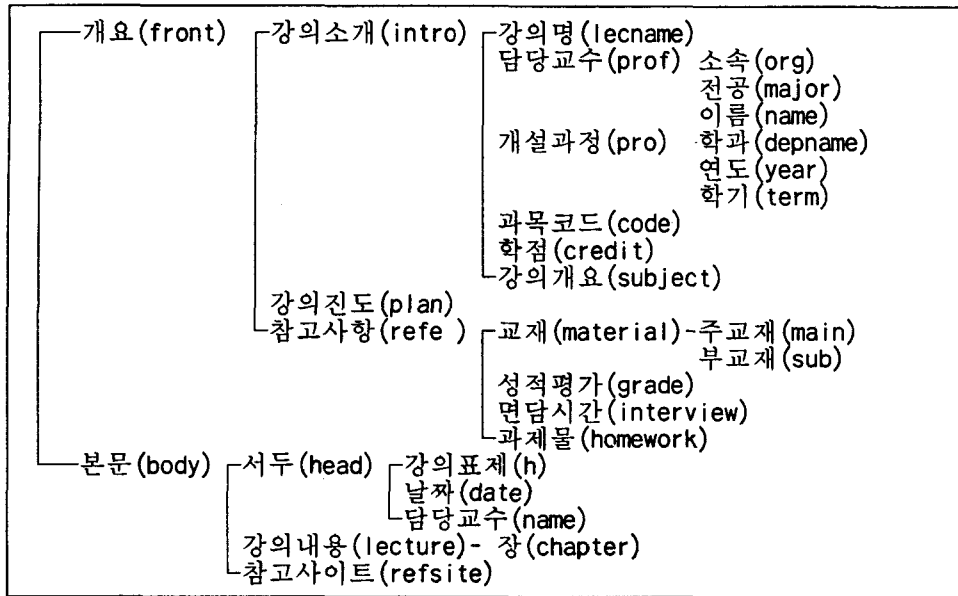 개요(front) 강의소개(intro) 강의명(lecname)
담당교수(prof) 소속(org)
전공(major)
이름(name)
개설과정(pro) 학과(depname)
연도(year)
학기(term)
과목코드(code)
학점(credit)
강의개요(subject)
강의진도(plan)
참고사항(refe ) 교재(material)-주교재(main)
부교재(sub)
성적평가(grade)
면담시간(interview)
과제물(homework)
본문(body) 서두(head) 강의표제(h)
날짜(date)
담당교수(name)
강의내용(lecture)- 장(chapter)
참고사이트(refsite)